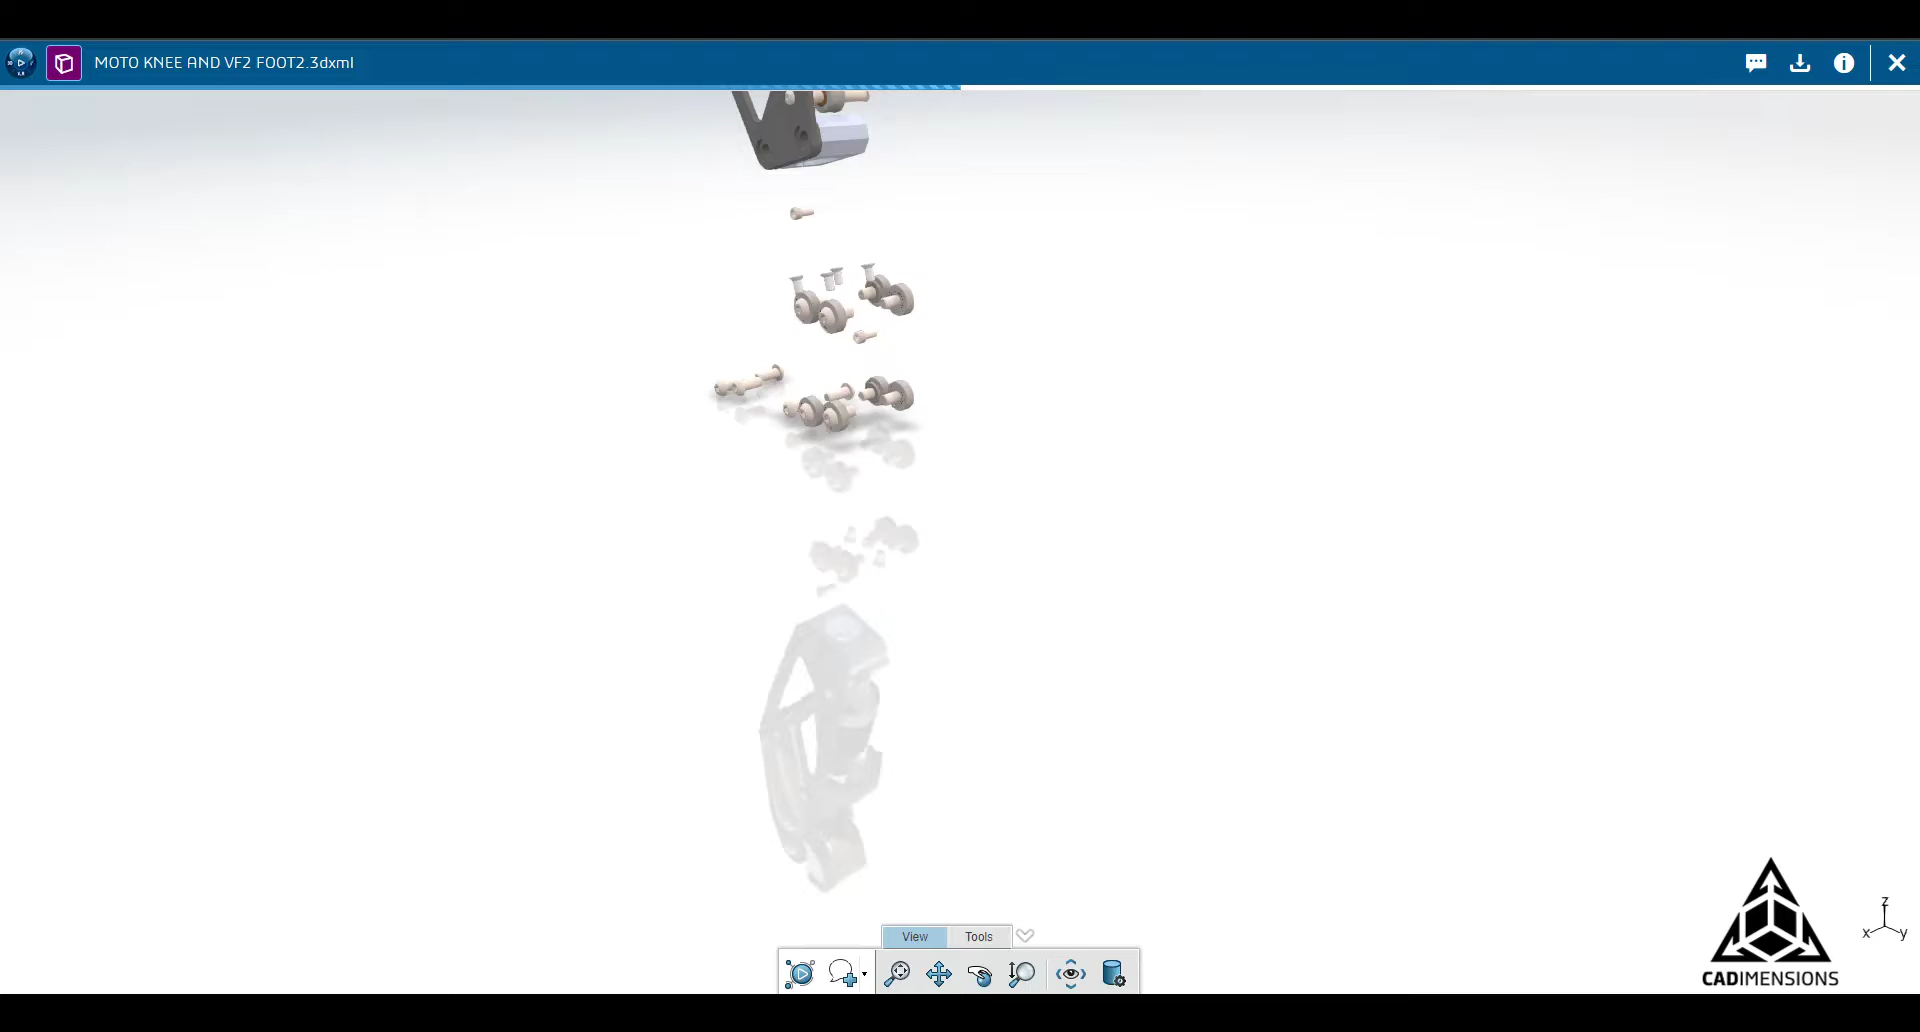 MOTO KNEE AND VF2 FOOT2.3dxml
View
Tools
z
x
y
CADIMENSIONS